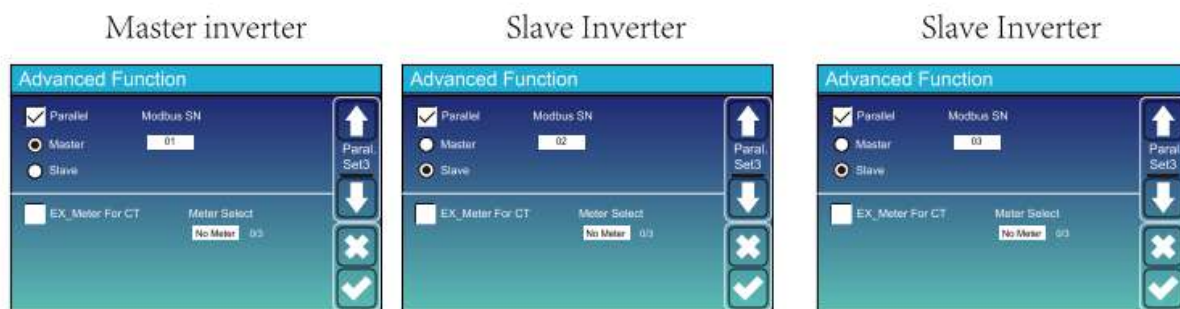 Master inverter
Slave Inverter
Slave Inverter
Advanced Function
Parallel Modbus SN
Master 01
Slave
Paral.
Set3
EX_Meter For CT Meter Select
No Meter 0/3
Advanced Function
Parallel Modbus SN
Master 02
Slave
Paral.
Set3
EX_Meter For CT Meter Select
No Meter 0/3
Advanced Function
Parallel Modbus SN
Master 03
Slave
Paral.
Set3
EX_Meter For CT Meter Select
No Meter 0/3